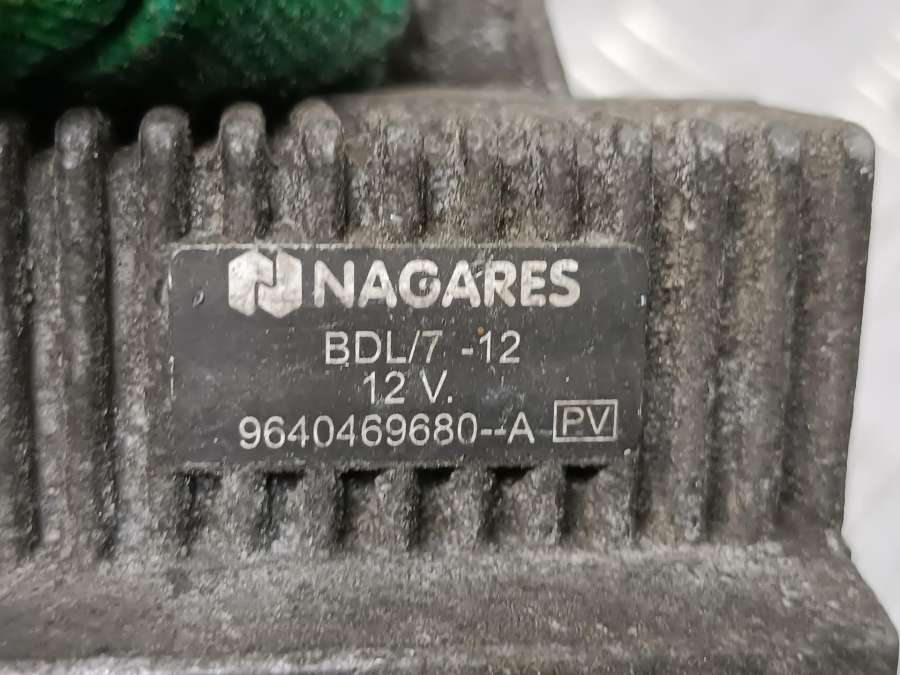 NAGARES
BDL/7 -12
12 V.
9640469680--A PV